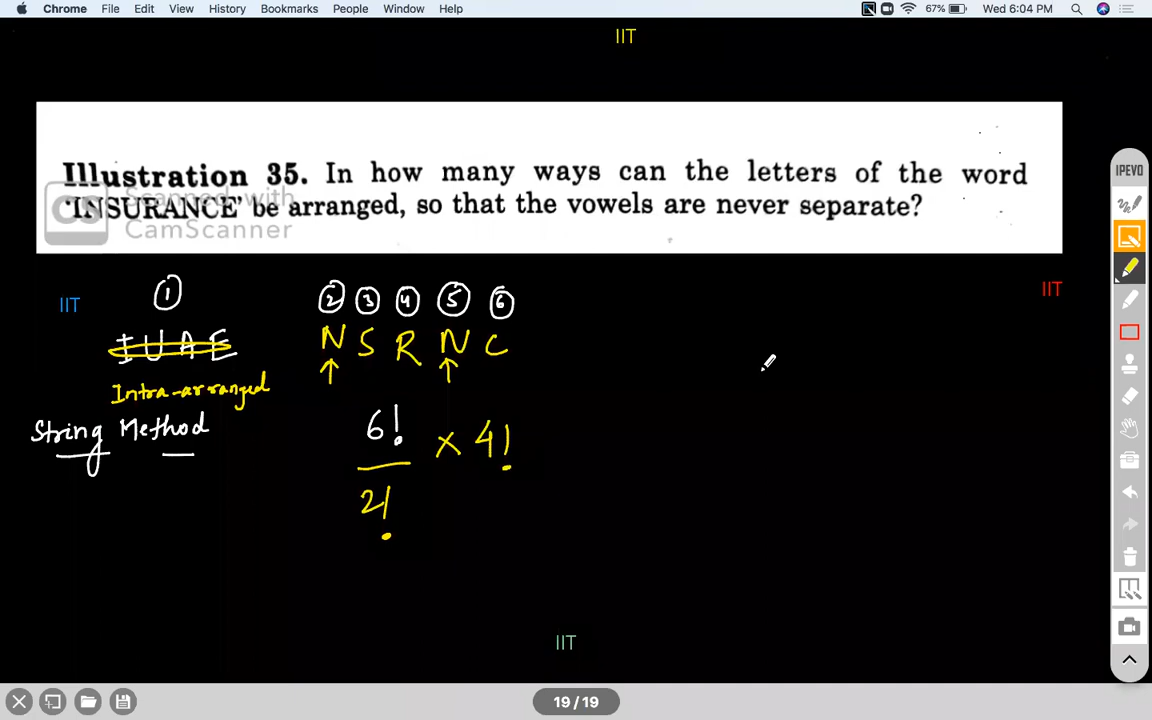 Chrome File Edit View History Bookmarks People Window Help 67% Wed 6:04 PM
IIT
Illustration 35. In how many ways can the letters of the word
'INSURANCE' be arranged, so that the vowels are never separate?
CS Scanned with
CamScanner
IIT
IIT
① ② ③ ④ ⑤ ⑥
I U A E N S R N C
↑ ↑
Intra-arranged
String Method
6! × 4!
2!
IIT
IPEVO
19 / 19